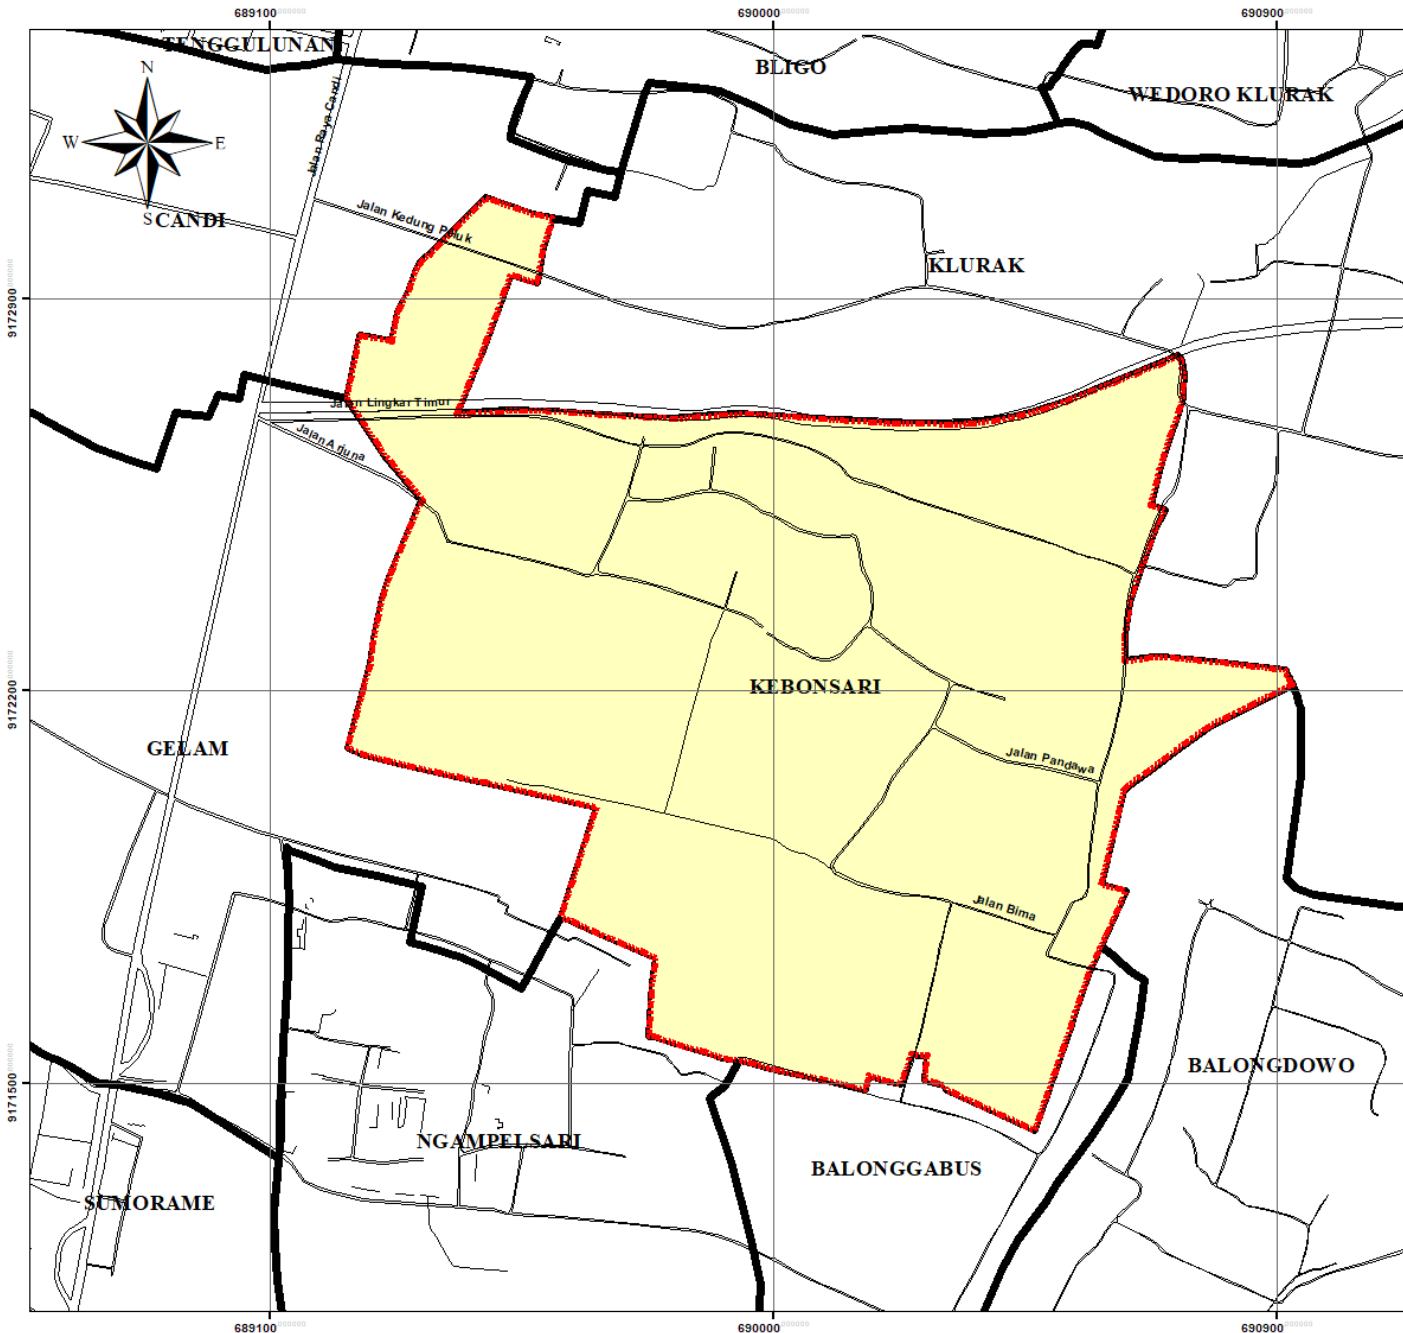 689100
690000
690900
TENGGULUNAN
BLIGO
WEDORO KLURAK
N
W
E
S
Jalan Raya Candi
CANDI
Jalan Kedung Peluk
KLURAK
9172900
Jalan Lingkar Timur
Jalan Arjuna
9172200
KEBONSARI
GELAM
Jalan Pandawa
Jalan Bima
9171500
BALONGDOWO
NGAMPELSARI
BALONGGABUS
SUMORAME
689100
690000
690900